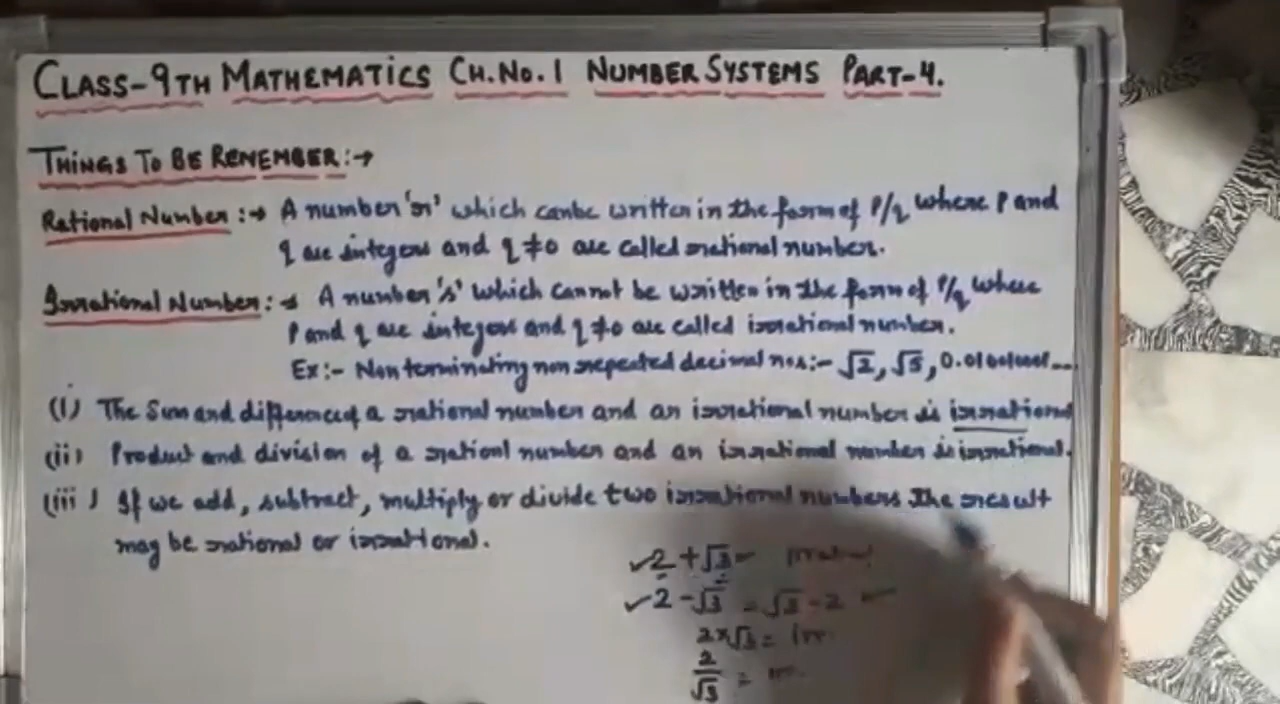 CLASS-9TH MATHEMATICS CH.NO.1 NUMBER SYSTEMS PART-4.
THINGS TO BE REMEMBER:→
Rational Number:→ A number 'r' which canbe written in the form of P/q where P and
q are integers and q ≠ 0 are called rational number.
Irrational Number:→ A number 's' which cannot be written in the form of P/q where
P and q are integers and q ≠ 0 are called irrational number.
Ex:- Non terminating non repeated decimal nos:- √2, √5,
(i) The Sum and difference of a rational number and an irrational number is irrational
(ii) Product and division of a rational number and an irrational number is irrational.
(iii) If we add, subtract, multiply or divide two irrational numbers the result
may be rational or irrational.
✓2 + √3
✓2 - √3 = √3 - 2
2×√3 = irr.
2/√3 =